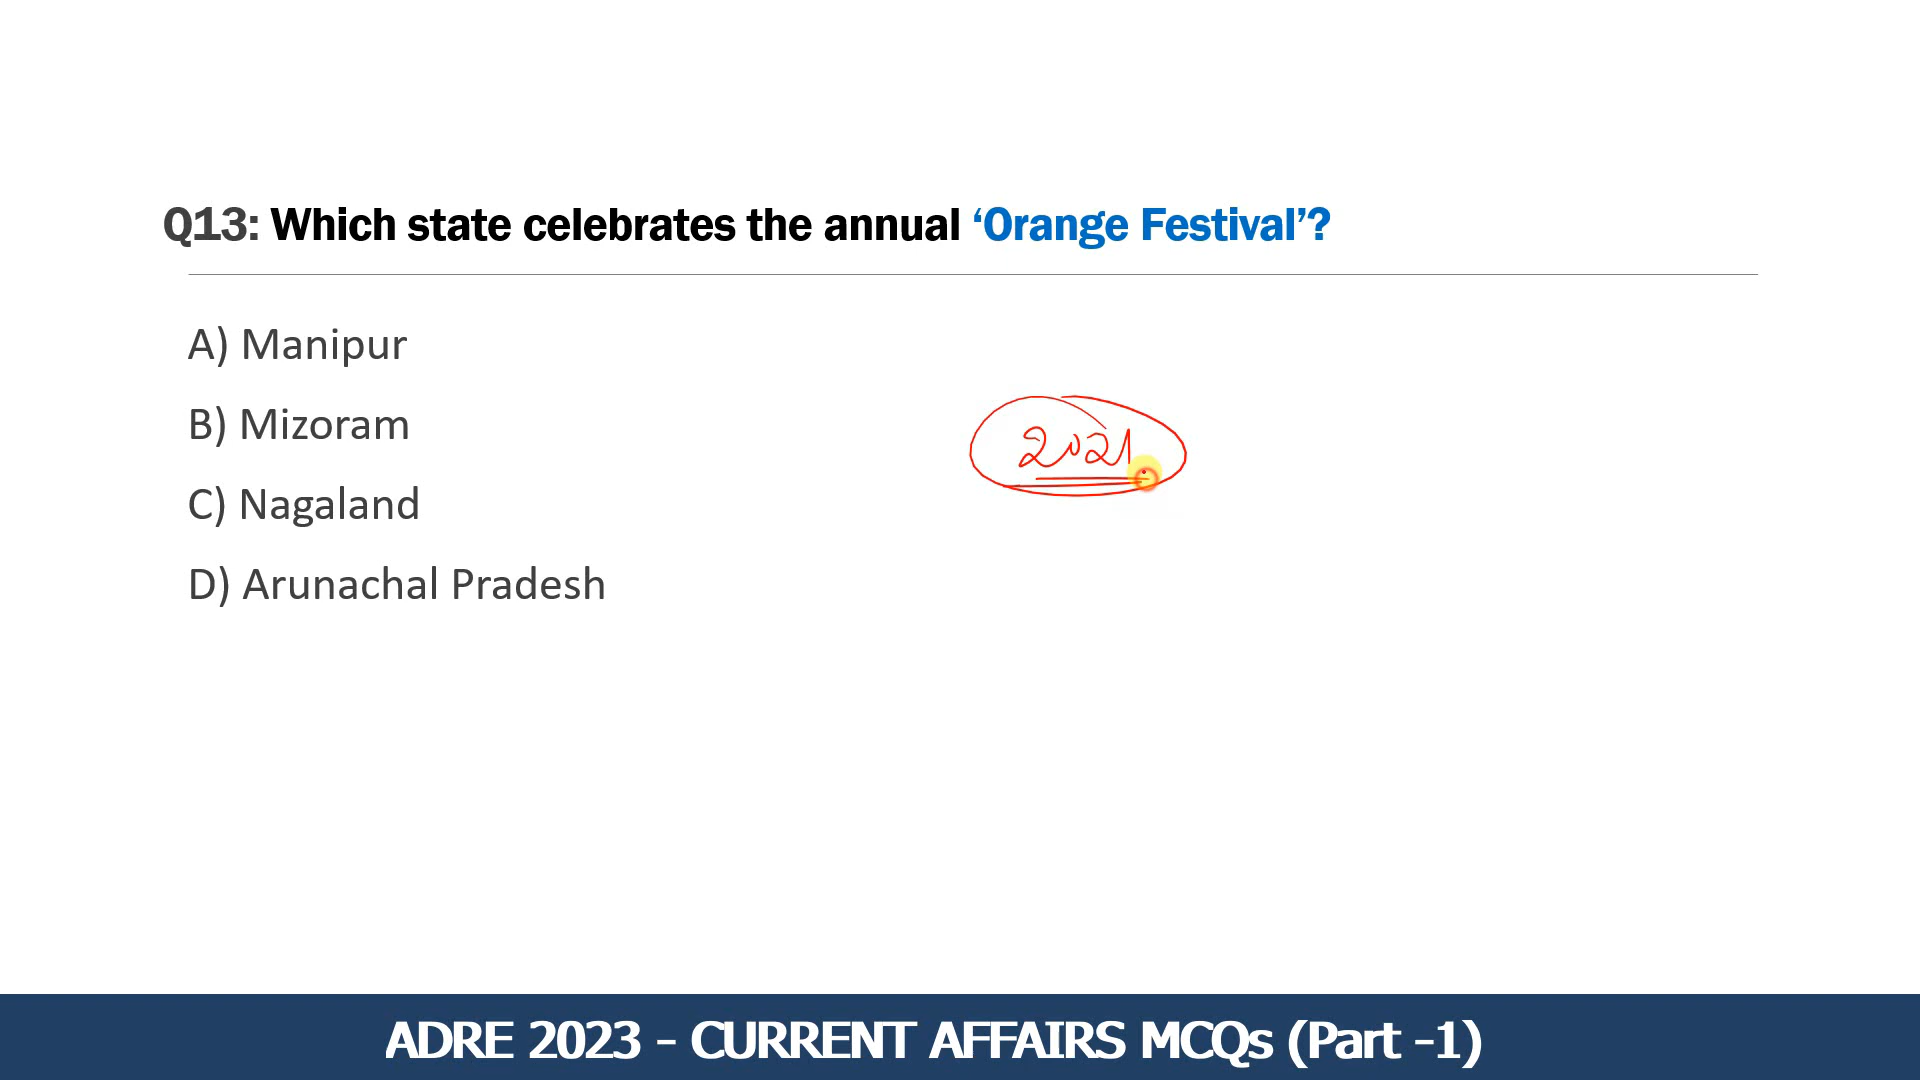 Q13: Which state celebrates the annual ‘Orange Festival’?
A) Manipur
B) Mizoram
2021
C) Nagaland
D) Arunachal Pradesh
ADRE 2023 - CURRENT AFFAIRS MCQs (Part -1)